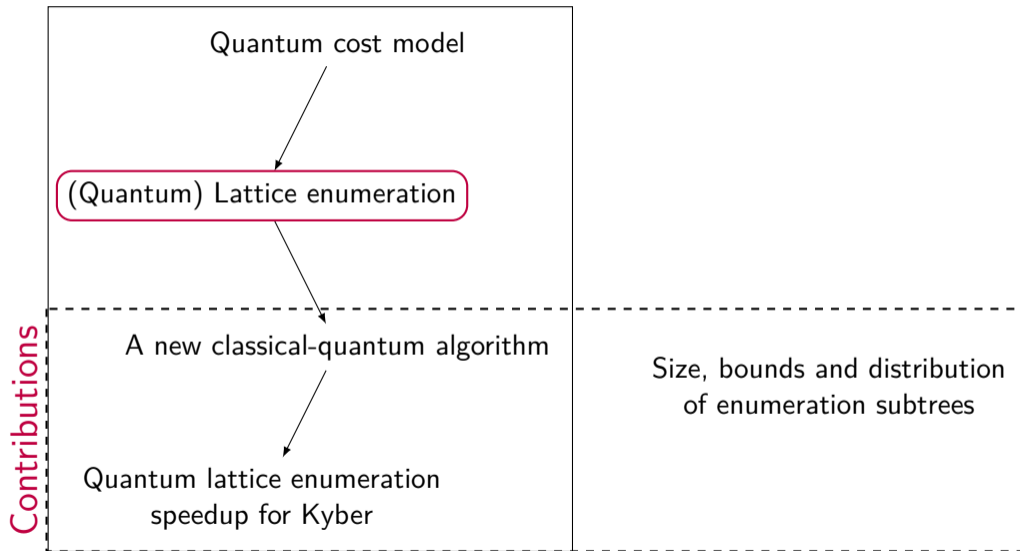 Quantum cost model
(Quantum) Lattice enumeration
Contributions
A new classical-quantum algorithm
Size, bounds and distribution
of enumeration subtrees
Quantum lattice enumeration
speedup for Kyber